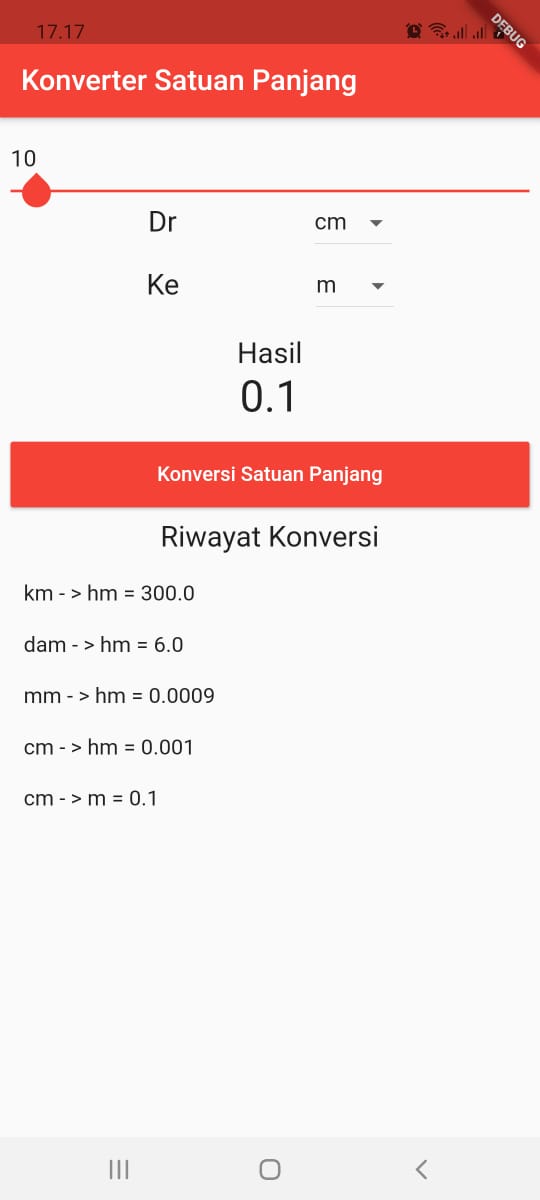 17.17
DEBUG
Konverter Satuan Panjang
10
Dr cm
Ke m
Hasil
0.1
Konversi Satuan Panjang
Riwayat Konversi
km - > hm = 300.0
dam - > hm = 6.0
mm - > hm = 0.0009
cm - > hm = 0.001
cm - > m = 0.1